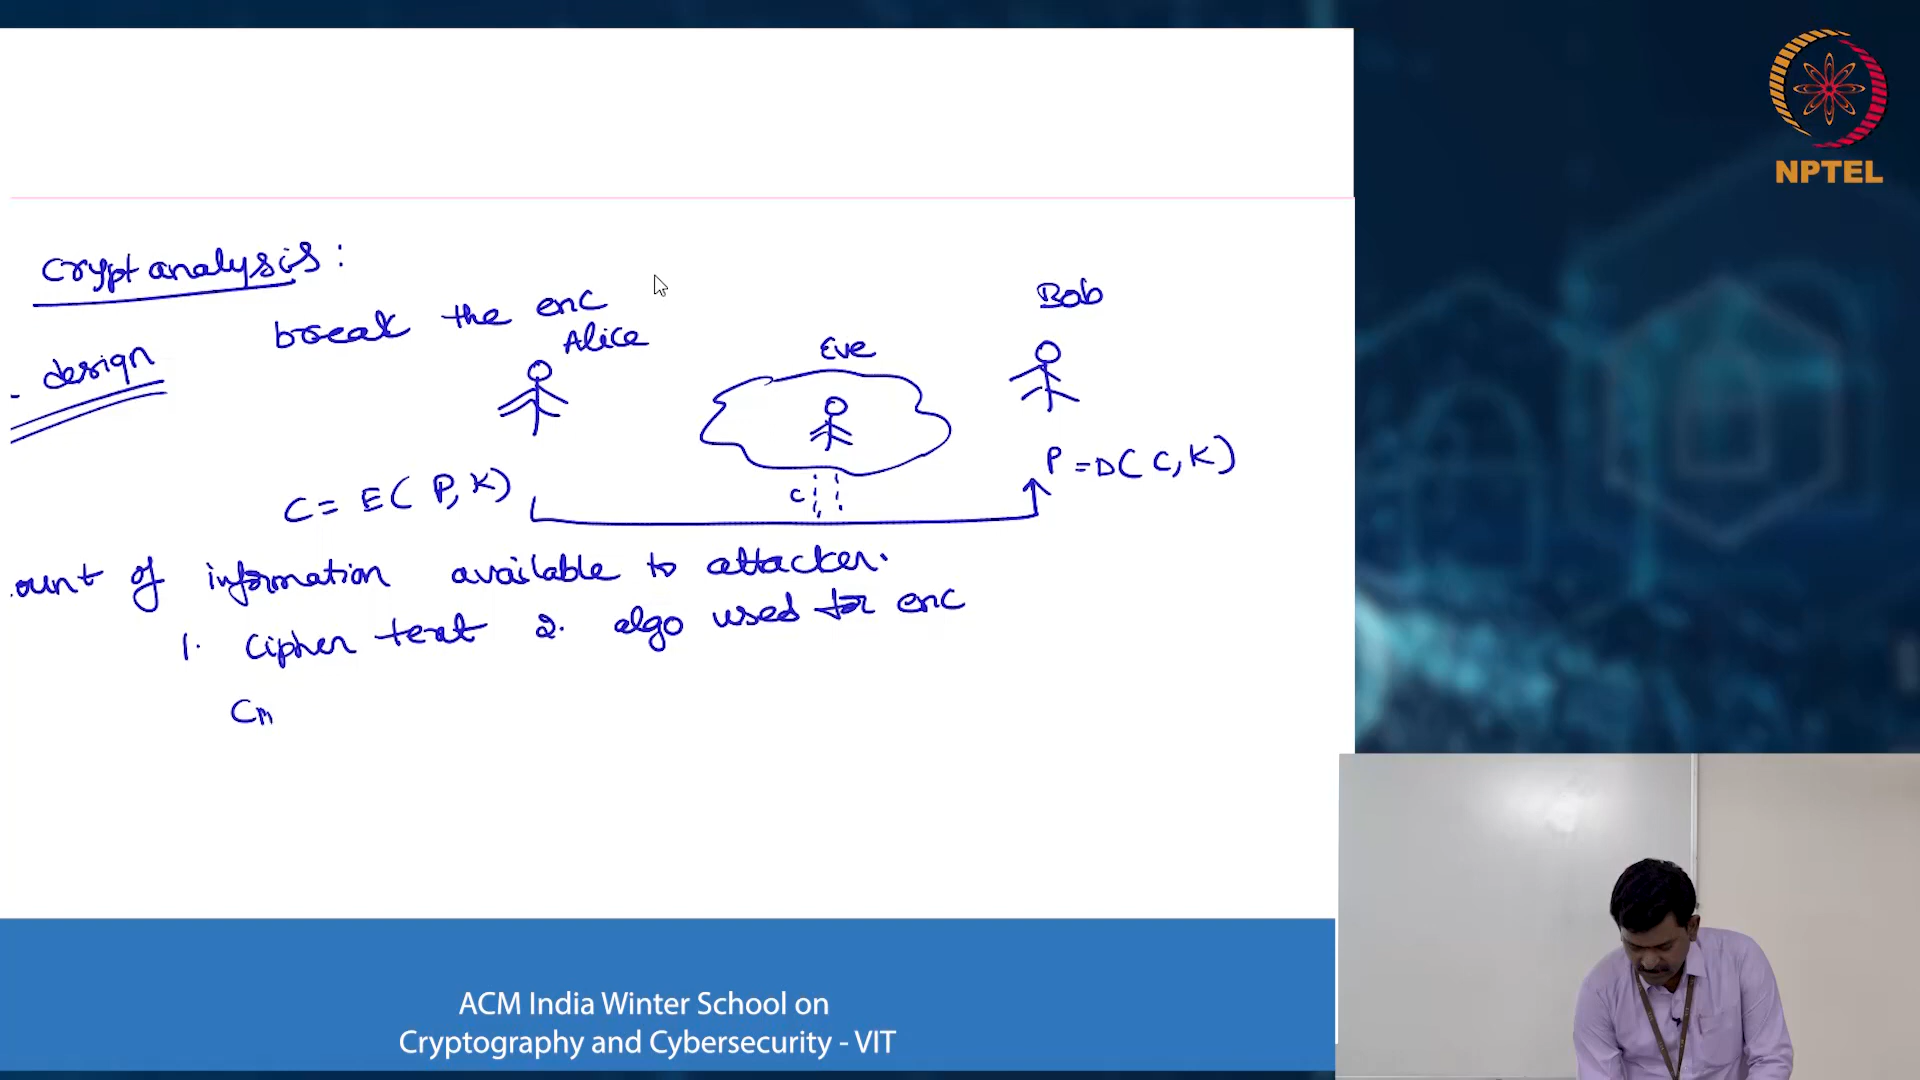 NPTEL
Cryptanalysis :
break the enc
- design
Alice
Eve
Bob
C = E( P, K)
C
P = D( C, K)
ount of information available to attacker.
1. Cipher text 2. algo used for enc
Cm
ACM India Winter School on
Cryptography and Cybersecurity - VIT